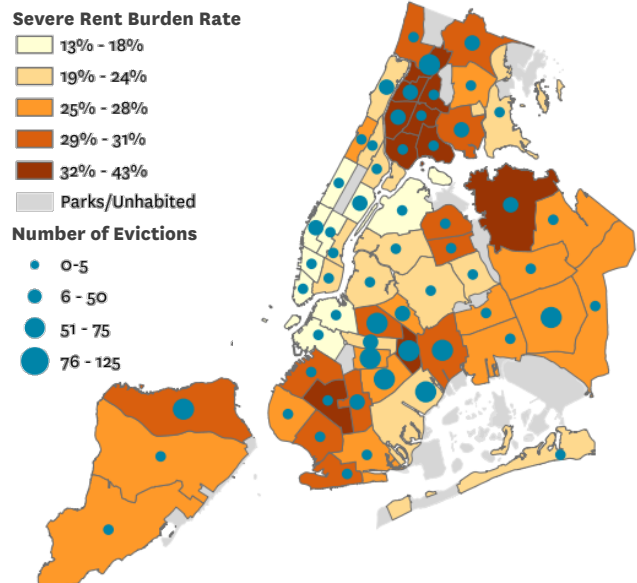 Severe Rent Burden Rate
13% - 18%
19% - 24%
25% - 28%
29% - 31%
32% - 43%
Parks/Unhabited
Number of Evictions
0-5
6 - 50
51 - 75
76 - 125